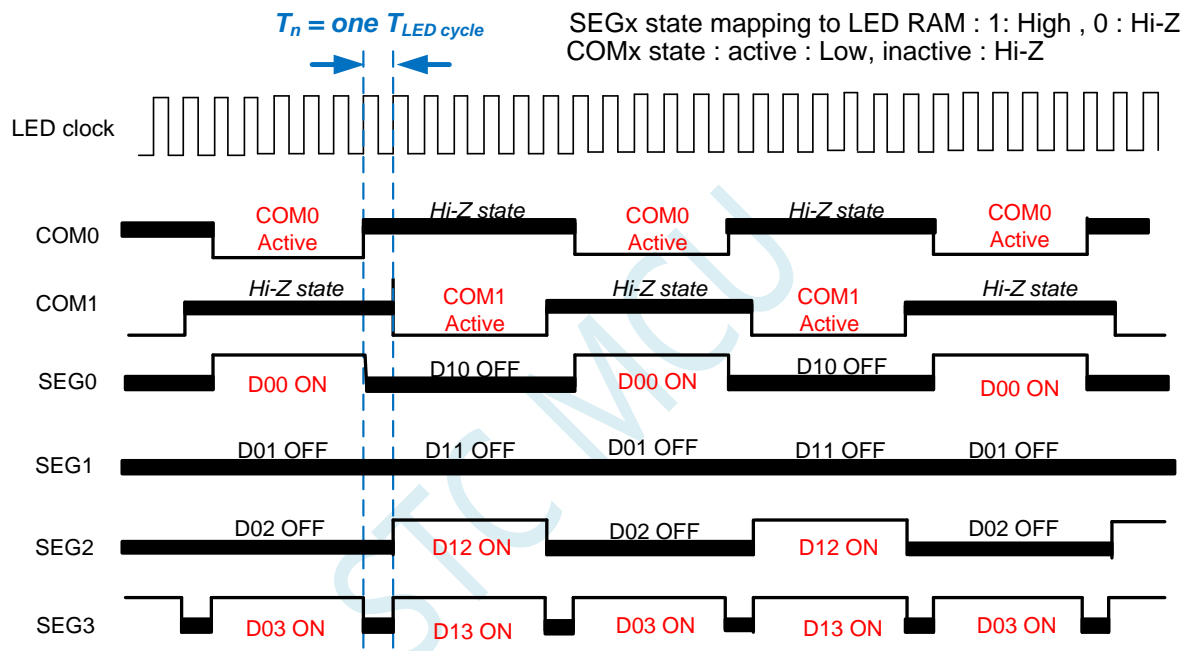 Tn = one TLED cycle
SEGx state mapping to LED RAM : 1: High , 0 : Hi-Z
COMx state : active : Low, inactive : Hi-Z
LED clock
COM0
COM0 Active
Hi-Z state
COM0 Active
Hi-Z state
COM0 Active
COM1
Hi-Z state
COM1 Active
Hi-Z state
COM1 Active
Hi-Z state
SEG0
D00 ON
D10 OFF
D00 ON
D10 OFF
D00 ON
SEG1
D01 OFF
D11 OFF
D01 OFF
D11 OFF
D01 OFF
SEG2
D02 OFF
D12 ON
D02 OFF
D12 ON
D02 OFF
SEG3
D03 ON
D13 ON
D03 ON
D13 ON
D03 ON
STC MCU